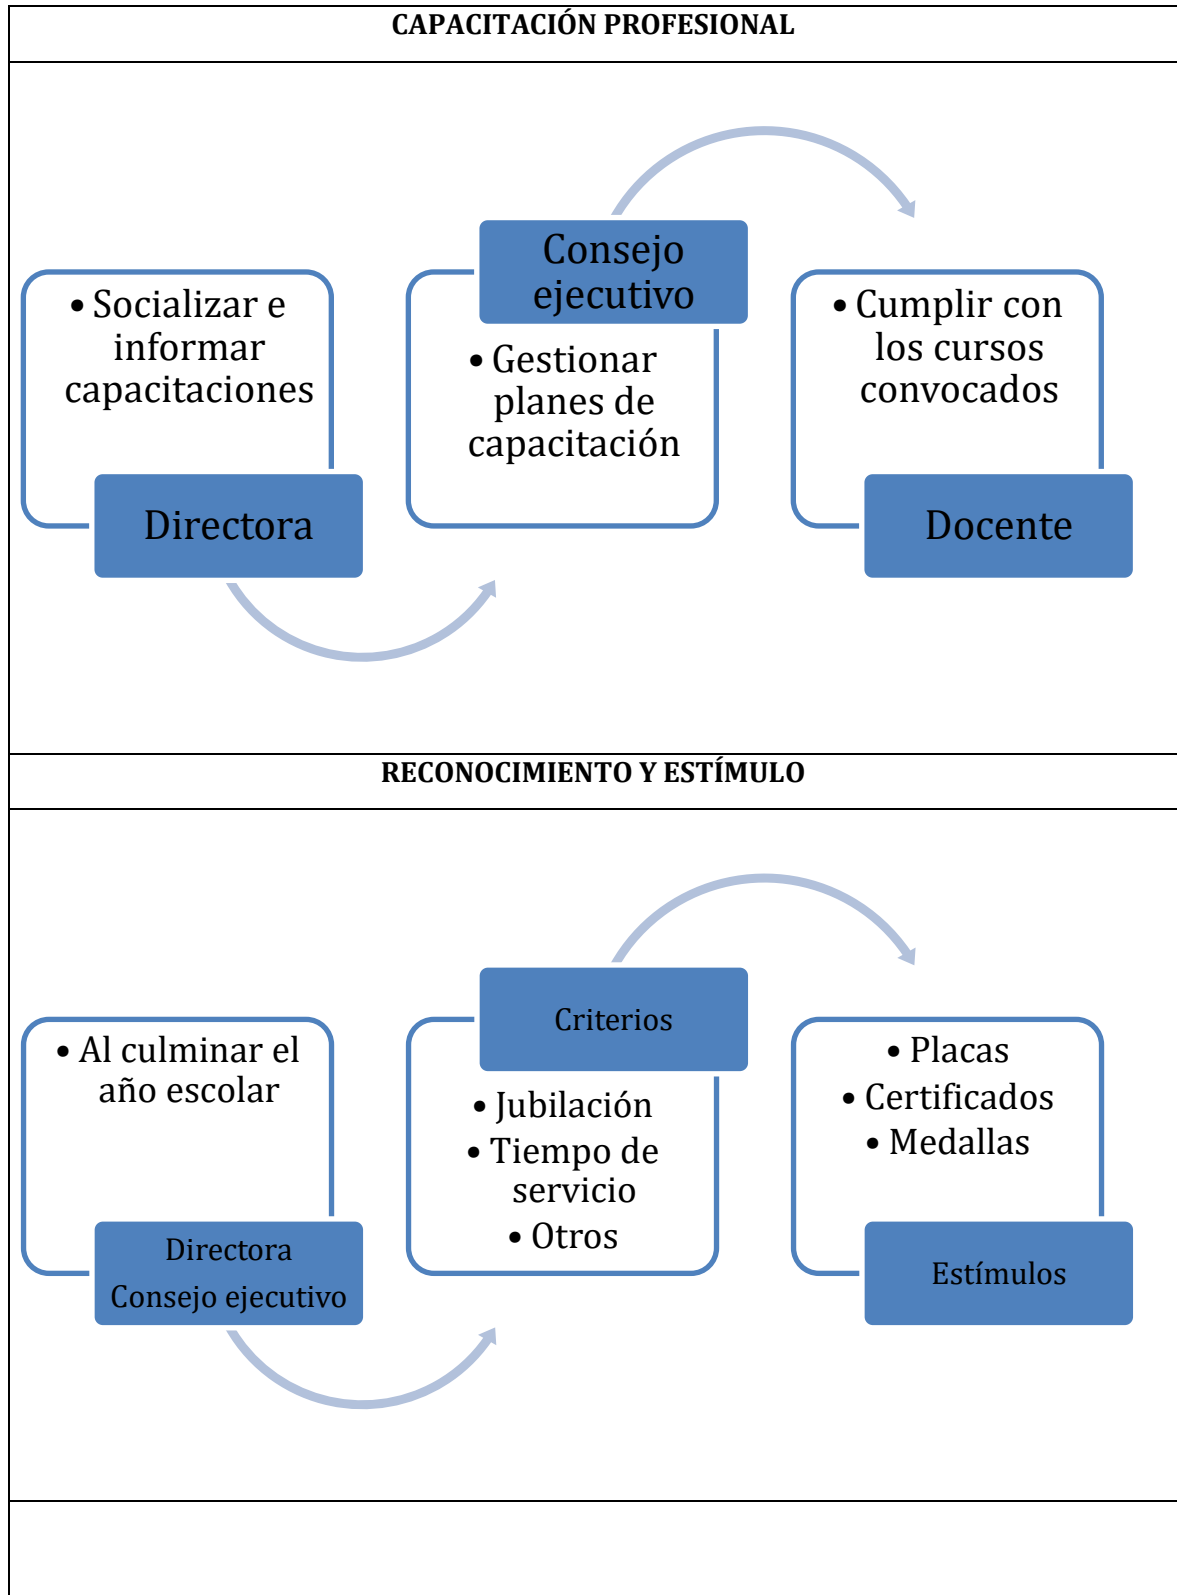 CAPACITACIÓN PROFESIONAL
• Socializar e
informar
capacitaciones
Directora
Consejo
ejecutivo
• Gestionar
planes de
capacitación
• Cumplir con
los cursos
convocados
Docente
RECONOCIMIENTO Y ESTÍMULO
• Al culminar el
año escolar
Directora
Consejo ejecutivo
Criterios
• Jubilación
• Tiempo de
servicio
• Otros
• Placas
• Certificados
• Medallas
Estímulos